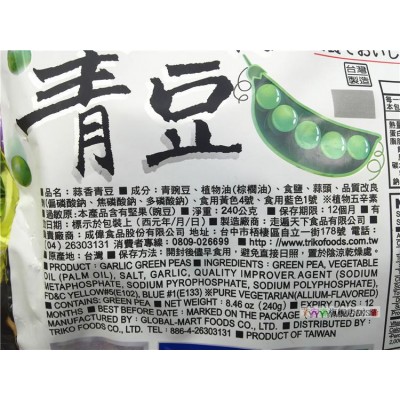 おいし
台灣
製造
青豆
■ 品名：蒜香青豆 ■ 成分：青豌豆、植物油(棕櫚油)、食鹽、蒜頭、品質改良
(偏磷酸鈉、焦磷酸鈉、多磷酸鈉)、食用黃色4號、食用藍色1號 ※植物五辛素
■ 過敏原：本產品含有堅果(豌豆) ■ 淨重：240公克 ■ 保存期限：12個月 ■ 有
日期：標示於包裝上 (西元年/月/日) ■ 製造廠商：走遍天下食品有限公司
■ 賣廠商：成偉食品股份有限公司 ■ 地址：台中市梧棲區自立一街178號 電話：
(04) 26303131 消費者專線：0809-026699 ■ http://www.trikofoods.com.tw
■ 原產地：台灣 ■ 保存方法：開封後儘早食用，避免直接日照，置於陰涼乾燥處。
■ PRODUCT : GARLIC GREEN PEAS ■ INGREDIENTS : GREEN PEA, VEGETABLE
OIL (PALM OIL), SALT, GARLIC, QUALITY IMPROVER AGENT (SODIUM
METAPHOSPHATE, SODIUM PYROPHOSPHATE, SODIUM POLYPHOSPHATE),
FD&C YELLOW#5(E102), BLUE #1(E133) ※PURE VEGETARIAN(ALLIUM-FLAVORED)
■ CONTAINS: GREEN PEA ■ NET WEIGHT : 8.46 oz. (240g) ■ EXPIRY DAYS : 12
MONTHS ■ BEST BEFORE DATE : MARKED ON THE PACKAGE
MANUFACTURED BY : GLOBAL-MART FOODS CO., LTD. ■ DISTRIBUTED BY :
TRIKO FOODS CO., LTD. TEL: 886-4-26303131 ■ PRODUCT OF TAIWAN